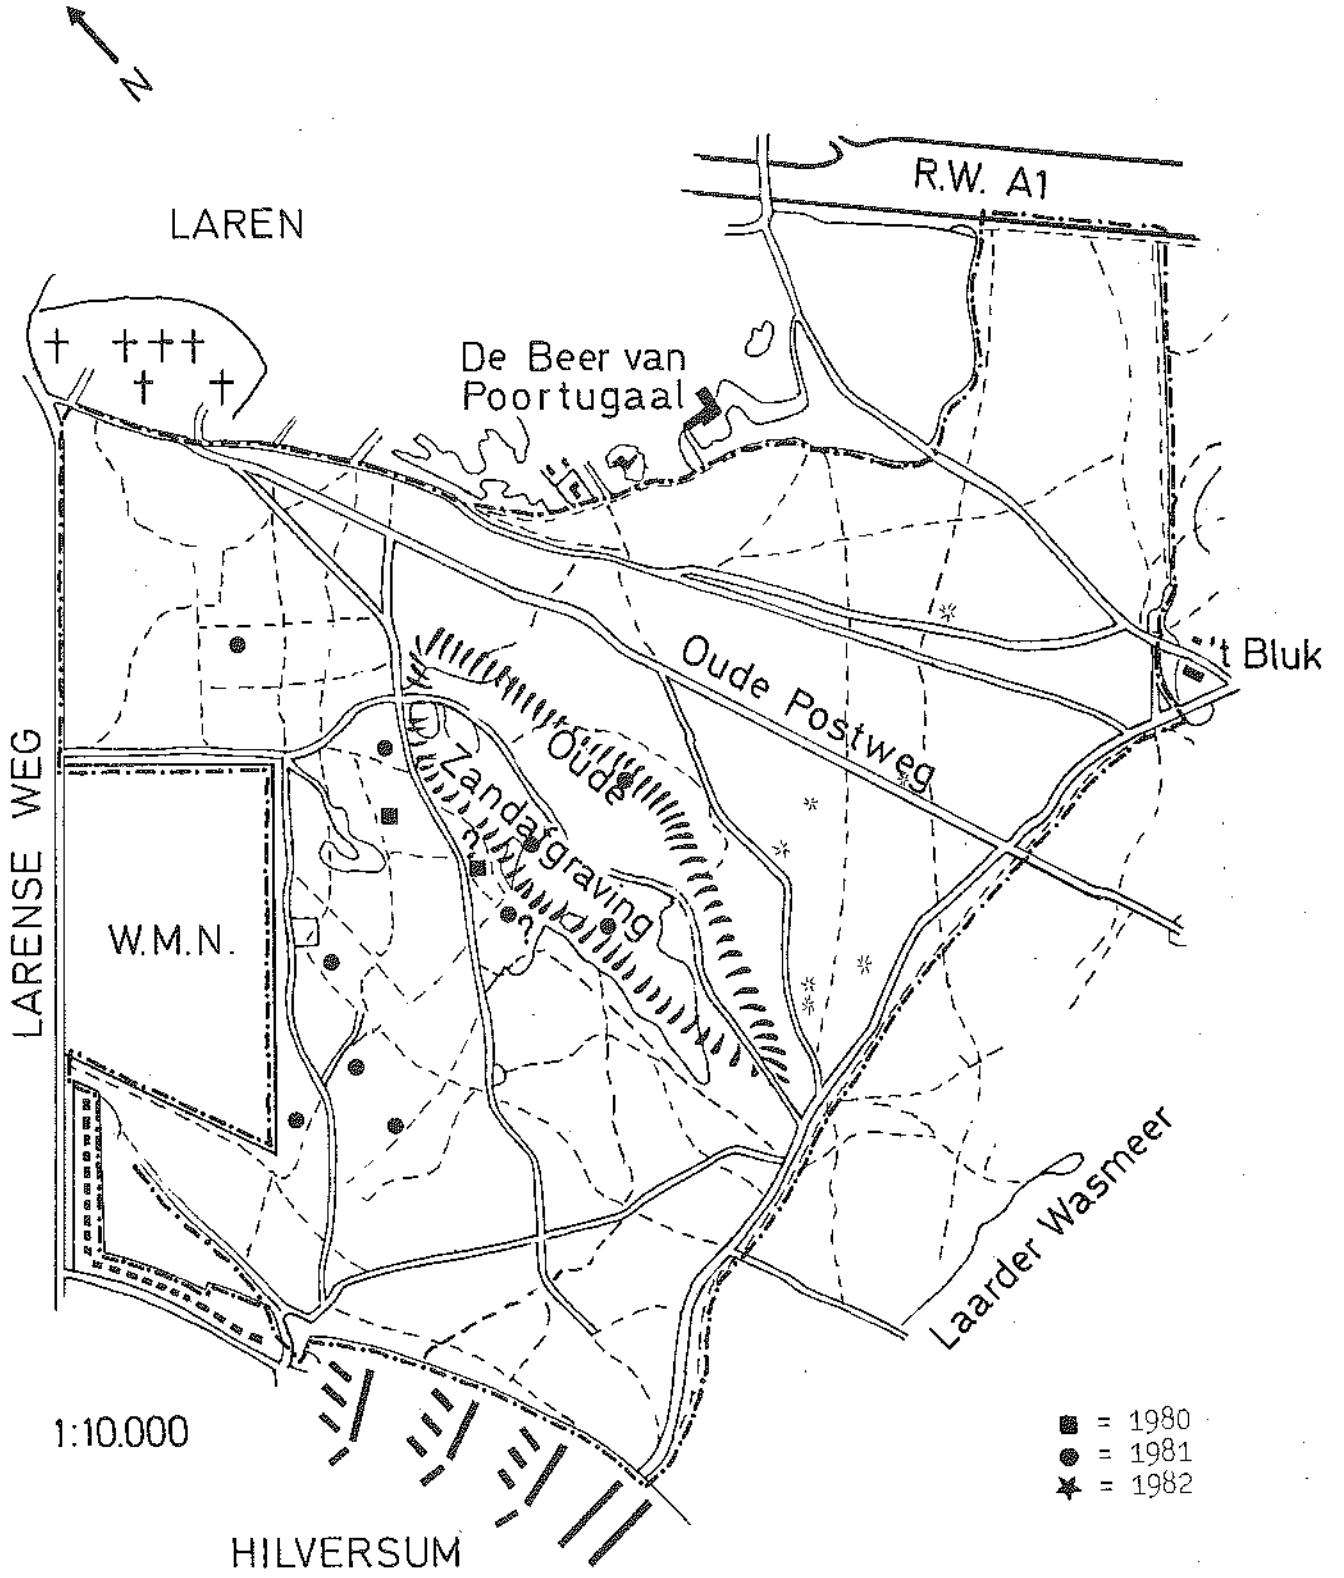 N
R.W. A1
LAREN
De Beer van
Poortugaal
't Bluk
Oude Postweg
Oude
Zandafgraving
LARENSE WEG
W.M.N.
Laarder Wasmeer
1:10.000
= 1980
= 1981
= 1982
HILVERSUM